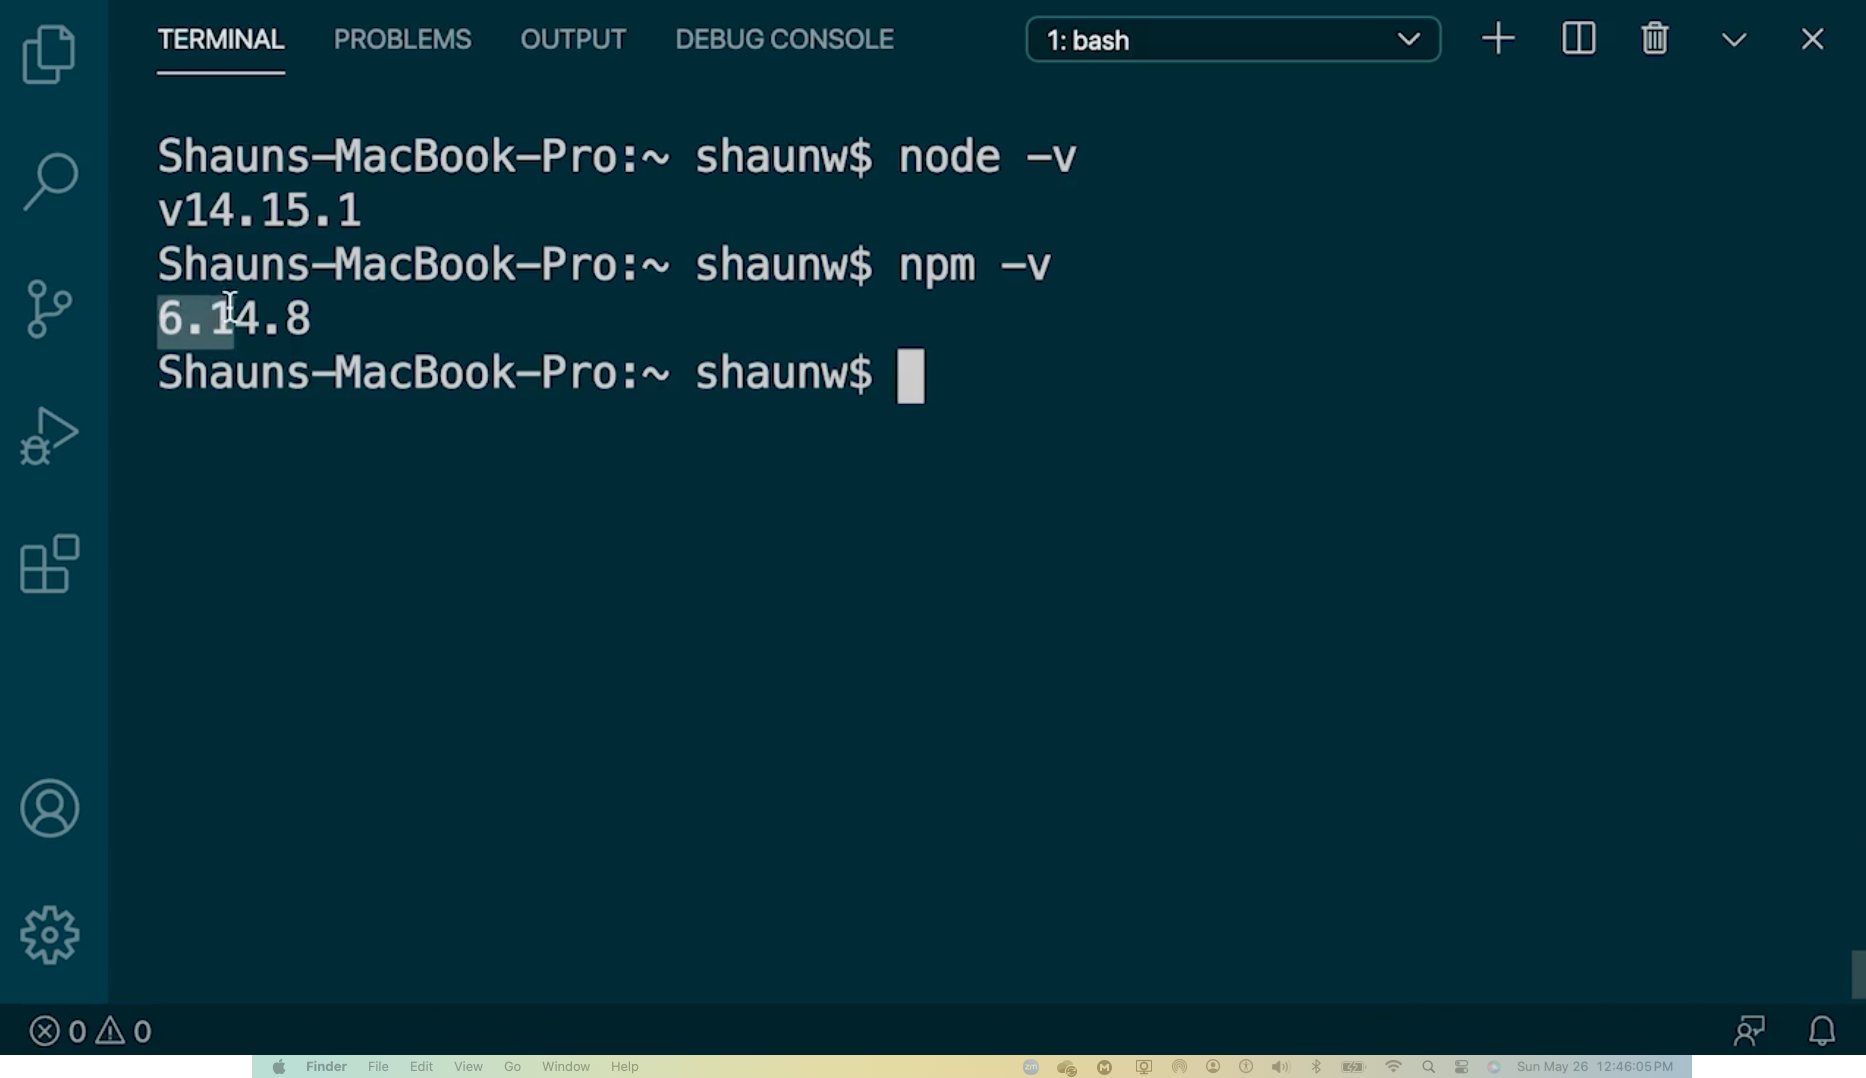 TERMINAL PROBLEMS OUTPUT DEBUG CONSOLE 1: bash
Shauns-MacBook-Pro:~ shaunw$ node -v
v14.15.1
Shauns-MacBook-Pro:~ shaunw$ npm -v
6.14.8
Shauns-MacBook-Pro:~ shaunw$
0 0
Finder File Edit View Go Window Help zm Sun May 26 12:46:05 PM